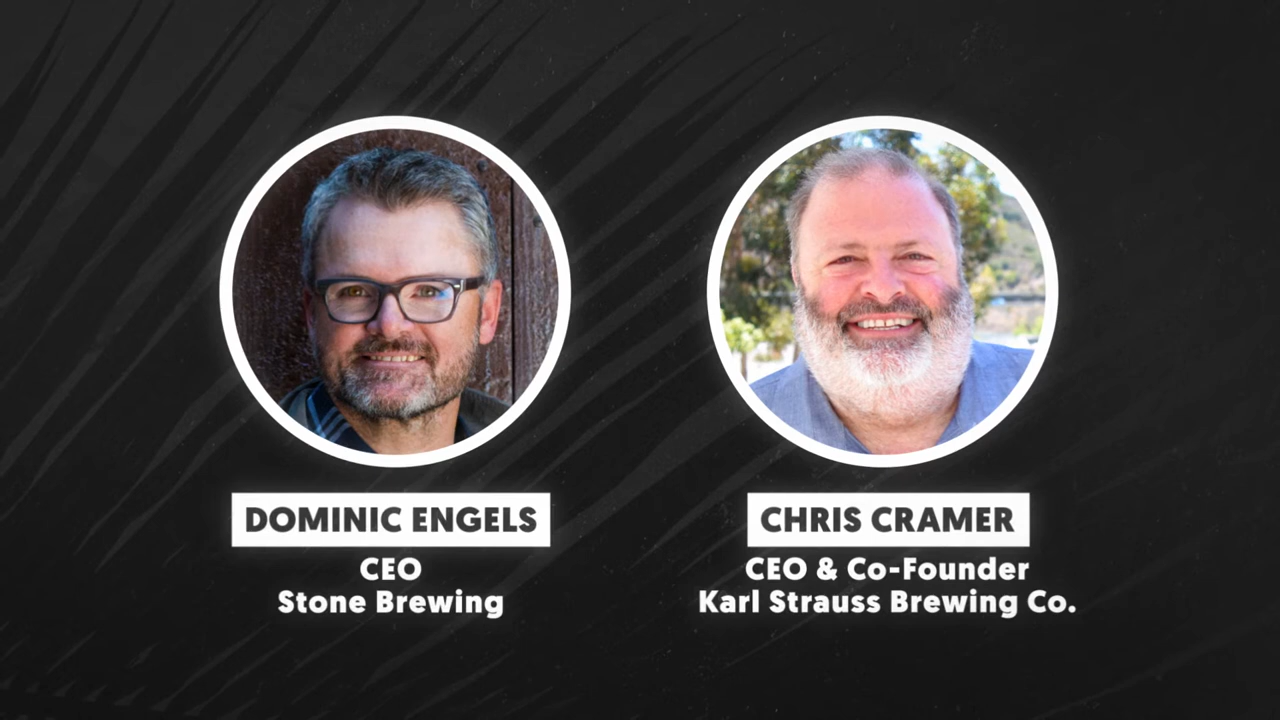 DOMINIC ENGELS
CEO
Stone Brewing
CHRIS CRAMER
CEO & Co-Founder
Karl Strauss Brewing Co.